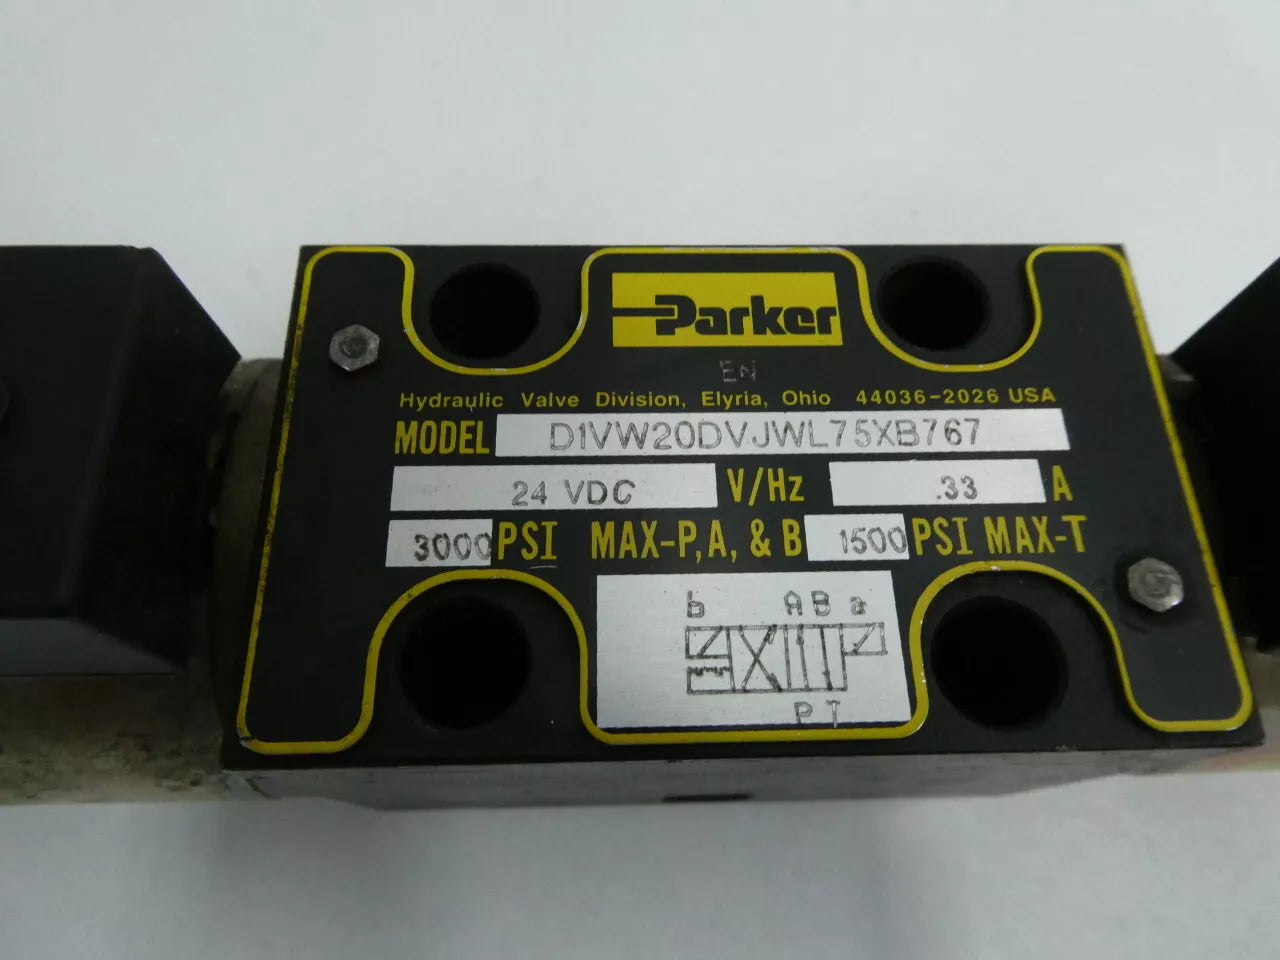 Parker
EN
Hydraulic Valve Division, Elyria, Ohio 44036-2026 USA
MODEL D1VW20DVJWL75XB767
24 VDC V/Hz .33 A
3000 PSI MAX-P,A, & B 1500 PSI MAX-T
b A B a
P T